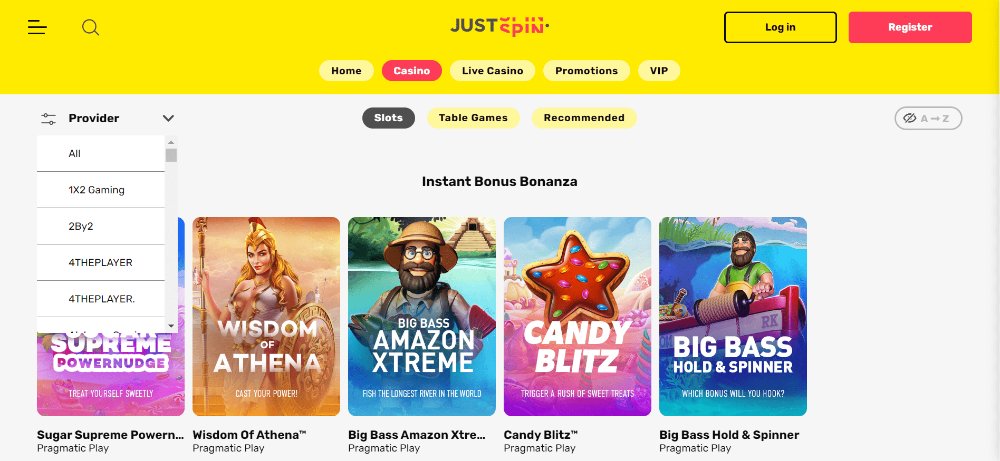 JUST SPIN
Log in
Register
Home
Casino
Live Casino
Promotions
VIP
Provider
Slots
Table Games
Recommended
A → Z
All
1X2 Gaming
2By2
4THEPLAYER
4THEPLAYER.
Instant Bonus Bonanza
SUPREME
POWERNUDGE
TREAT YOURSELF SWEETLY
WISDOM
OF
ATHENA
CAST YOUR POWER!
BIG BASS
AMAZON
XTREME
FISH THE LONGEST RIVER IN THE WORLD
CANDY
BLITZ
TRIGGER A RUSH OF SWEET TREATS
RK
BIG BASS
HOLD & SPINNER
WHICH BONUS WILL YOU HOOK?
Sugar Supreme Powern...
Pragmatic Play
Wisdom Of Athena™
Pragmatic Play
Big Bass Amazon Xtre...
Pragmatic Play
Candy Blitz™
Pragmatic Play
Big Bass Hold & Spinner
Pragmatic Play